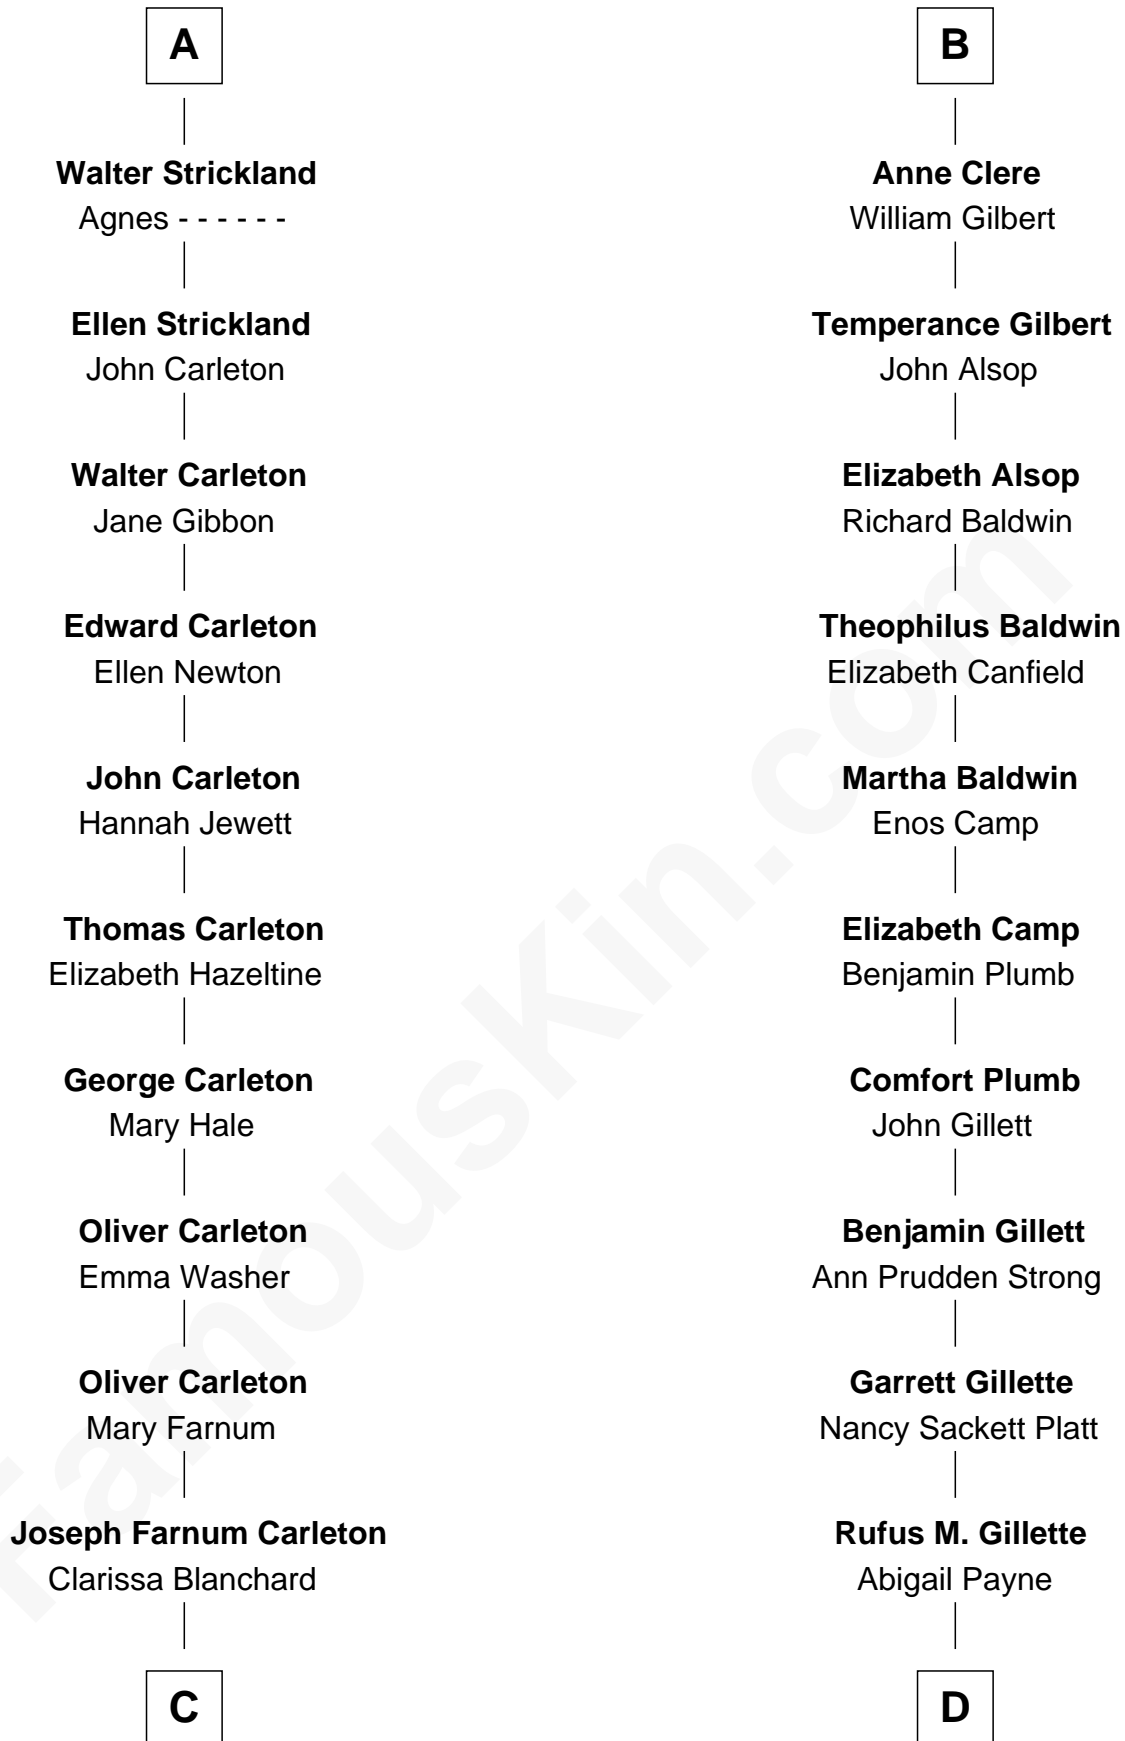 A
Walter Strickland
Agnes - - - - - -
Ellen Strickland
John Carleton
Walter Carleton
Jane Gibbon
Edward Carleton
Ellen Newton
John Carleton
Hannah Jewett
Thomas Carleton
Elizabeth Hazeltine
George Carleton
Mary Hale
Oliver Carleton
Emma Washer
Oliver Carleton
Mary Farnum
Joseph Farnum Carleton
Clarissa Blanchard
C
B
Anne Clere
William Gilbert
Temperance Gilbert
John Alsop
Elizabeth Alsop
Richard Baldwin
Theophilus Baldwin
Elizabeth Canfield
Martha Baldwin
Enos Camp
Elizabeth Camp
Benjamin Plumb
Comfort Plumb
John Gillett
Benjamin Gillett
Ann Prudden Strong
Garrett Gillette
Nancy Sackett Platt
Rufus M. Gillette
Abigail Payne
D
FamousKin.com